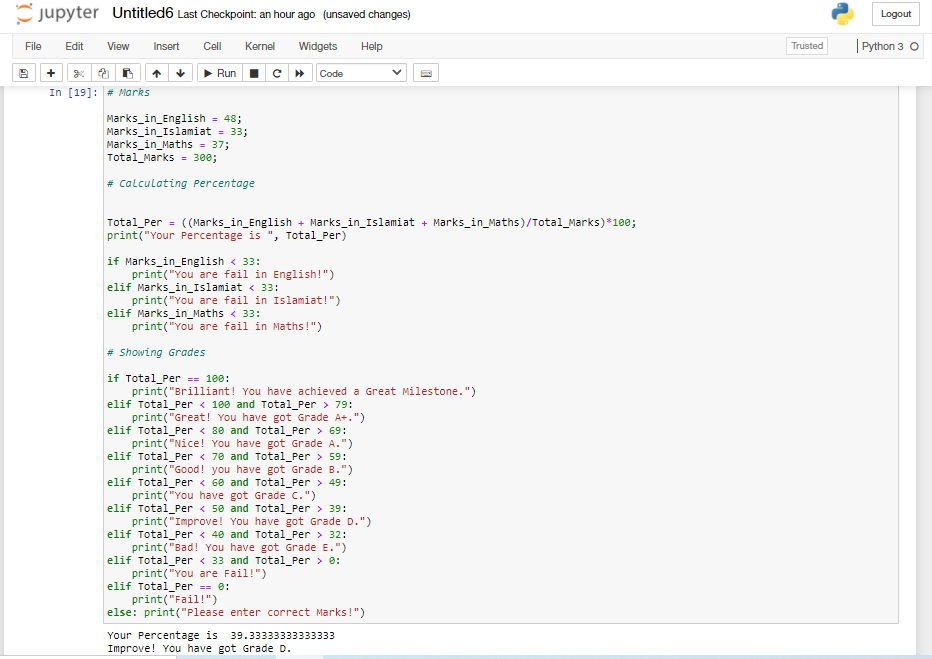 jupyter Untitled6 Last Checkpoint: an hour ago (unsaved changes) Logout
File Edit View Insert Cell Kernel Widgets Help Trusted Python 3
Run Code
In [19]: # Marks
Marks_in_English = 48;
Marks_in_Islamiat = 33;
Marks_in_Maths = 37;
Total_Marks = 300;
# Calculating Percentage
Total_Per = ((Marks_in_English + Marks_in_Islamiat + Marks_in_Maths)/Total_Marks)*100;
print("Your Percentage is ", Total_Per)
if Marks_in_English < 33:
    print("You are fail in English!")
elif Marks_in_Islamiat < 33:
    print("You are fail in Islamiat!")
elif Marks_in_Maths < 33:
    print("You are fail in Maths!")
# Showing Grades
if Total_Per == 100:
    print("Brilliant! You have achieved a Great Milestone.")
elif Total_Per < 100 and Total_Per > 79:
    print("Great! You have got Grade A+.")
elif Total_Per < 80 and Total_Per > 69:
    print("Nice! You have got Grade A.")
elif Total_Per < 70 and Total_Per > 59:
    print("Good! you have got Grade B.")
elif Total_Per < 60 and Total_Per > 49:
    print("You have got Grade C.")
elif Total_Per < 50 and Total_Per > 39:
    print("Improve! You have got Grade D.")
elif Total_Per < 40 and Total_Per > 32:
    print("Bad! You have got Grade E.")
elif Total_Per < 33 and Total_Per > 0:
    print("You are Fail!")
elif Total_Per == 0:
    print("Fail!")
else: print("Please enter correct Marks!")
Your Percentage is  39.33333333333333
Improve! You have got Grade D.